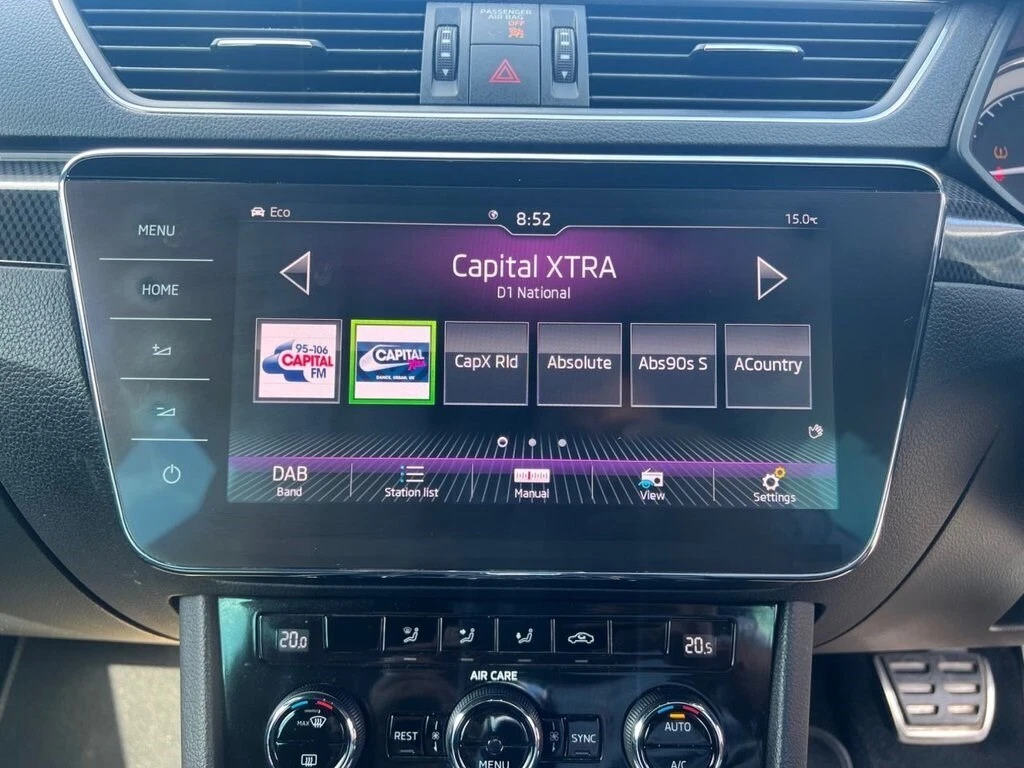 PASSENGER
AIR BAG
OFF
Eco
8:52
15.0°C
MENU
HOME
Capital XTRA
D1 National
95-106
CAPITAL
FM
CAPITAL
CapX Rld
Absolute
Abs90s S
ACountry
DAB
Band
Station list
Manual
View
Settings
20.0
20.5
AIR CARE
MAX
REST
MENU
SYNC
AUTO
A/C